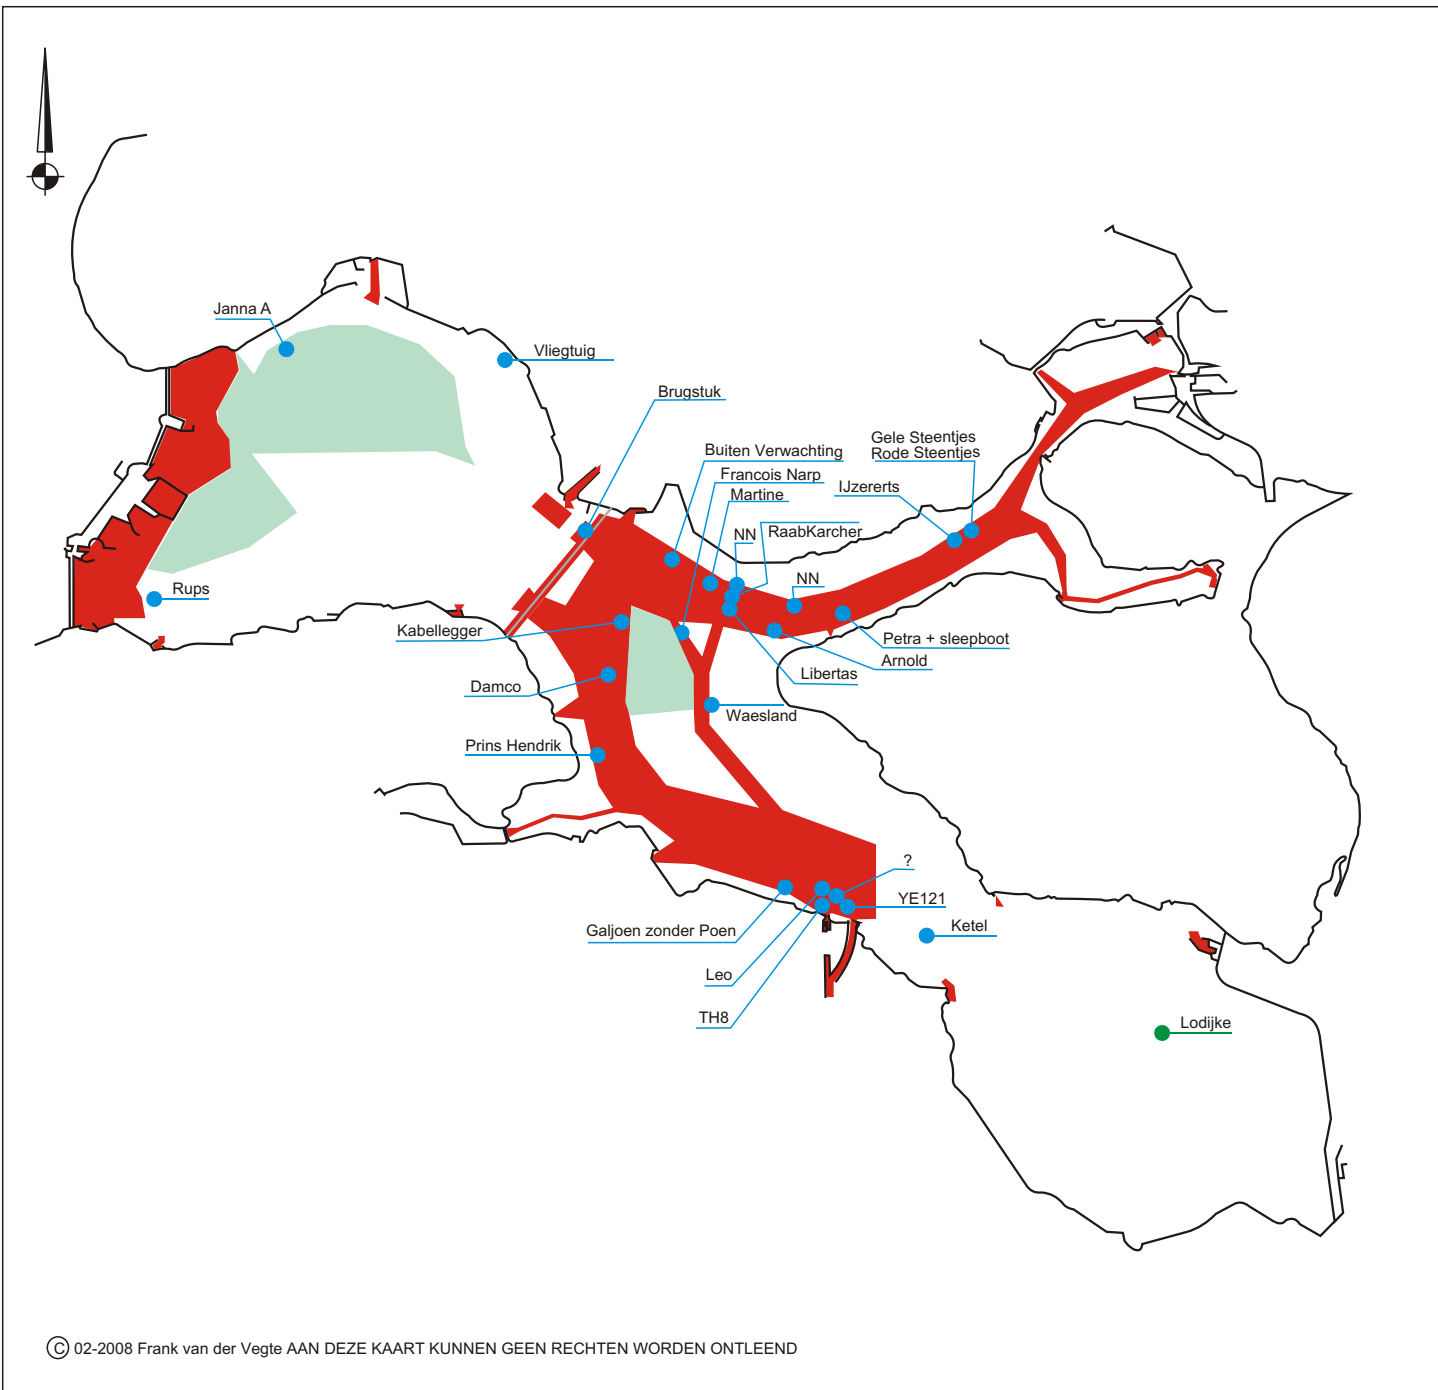 Janna A
Vliegtuig
Brugstuk
Buiten Verwachting
Francois Narp
Martine
NN
RaabKarcher
NN
IJzererts
Gele Steentjes
Rode Steentjes
Rups
Kabellegger
Petra + sleepboot
Arnold
Libertas
Damco
Waesland
Prins Hendrik
?
YE121
Ketel
Galjoen zonder Poen
Leo
TH8
Lodijke
© 02-2008 Frank van der Vegte AAN DEZE KAART KUNNEN GEEN RECHTEN WORDEN ONTLEEND